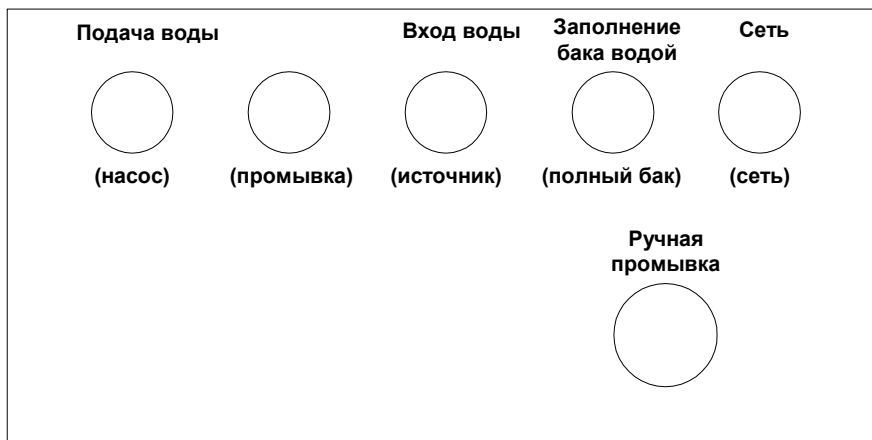 Подача воды
Вход воды
Заполнение
бака водой
Сеть
(насос)
(промывка)
(источник)
(полный бак)
(сеть)
Ручная
промывка